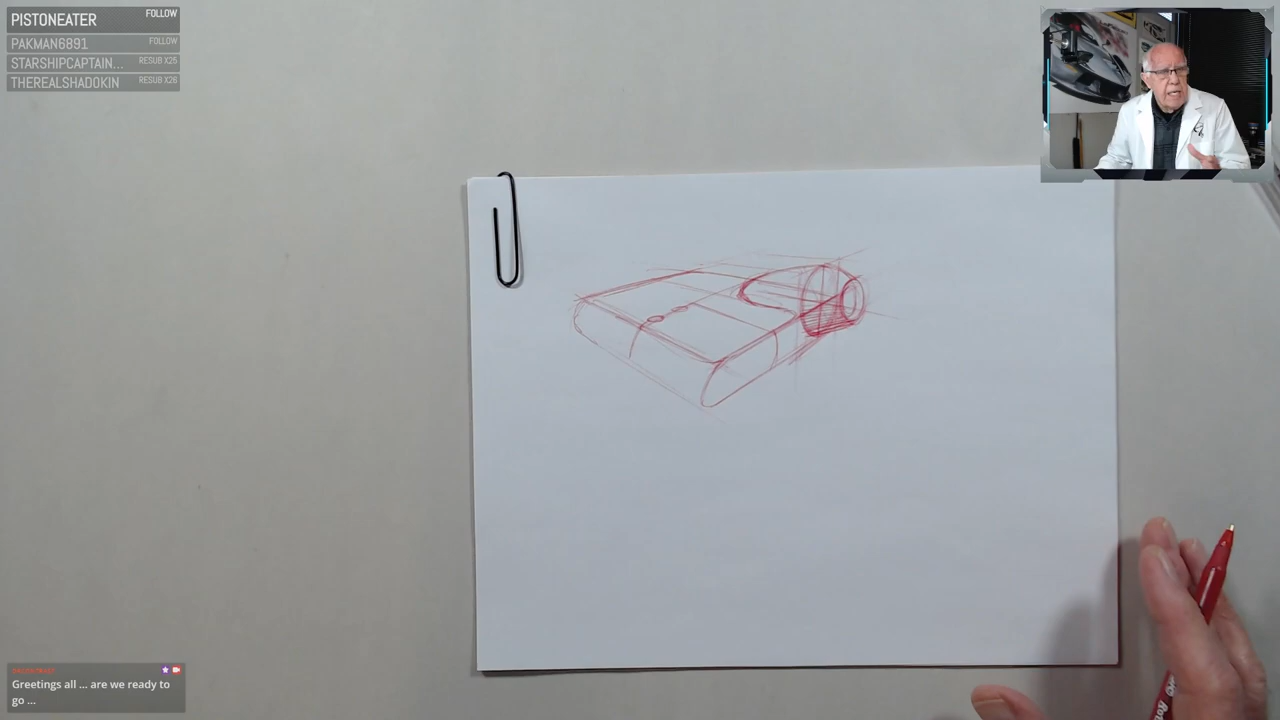 PISTONEATER FOLLOW
PAKMAN6891 FOLLOW
STARSHIPCAPTAIN... RESUB X25
THEREALSHADOKIN RESUB X26
Greetings all ... are we ready to
go ...